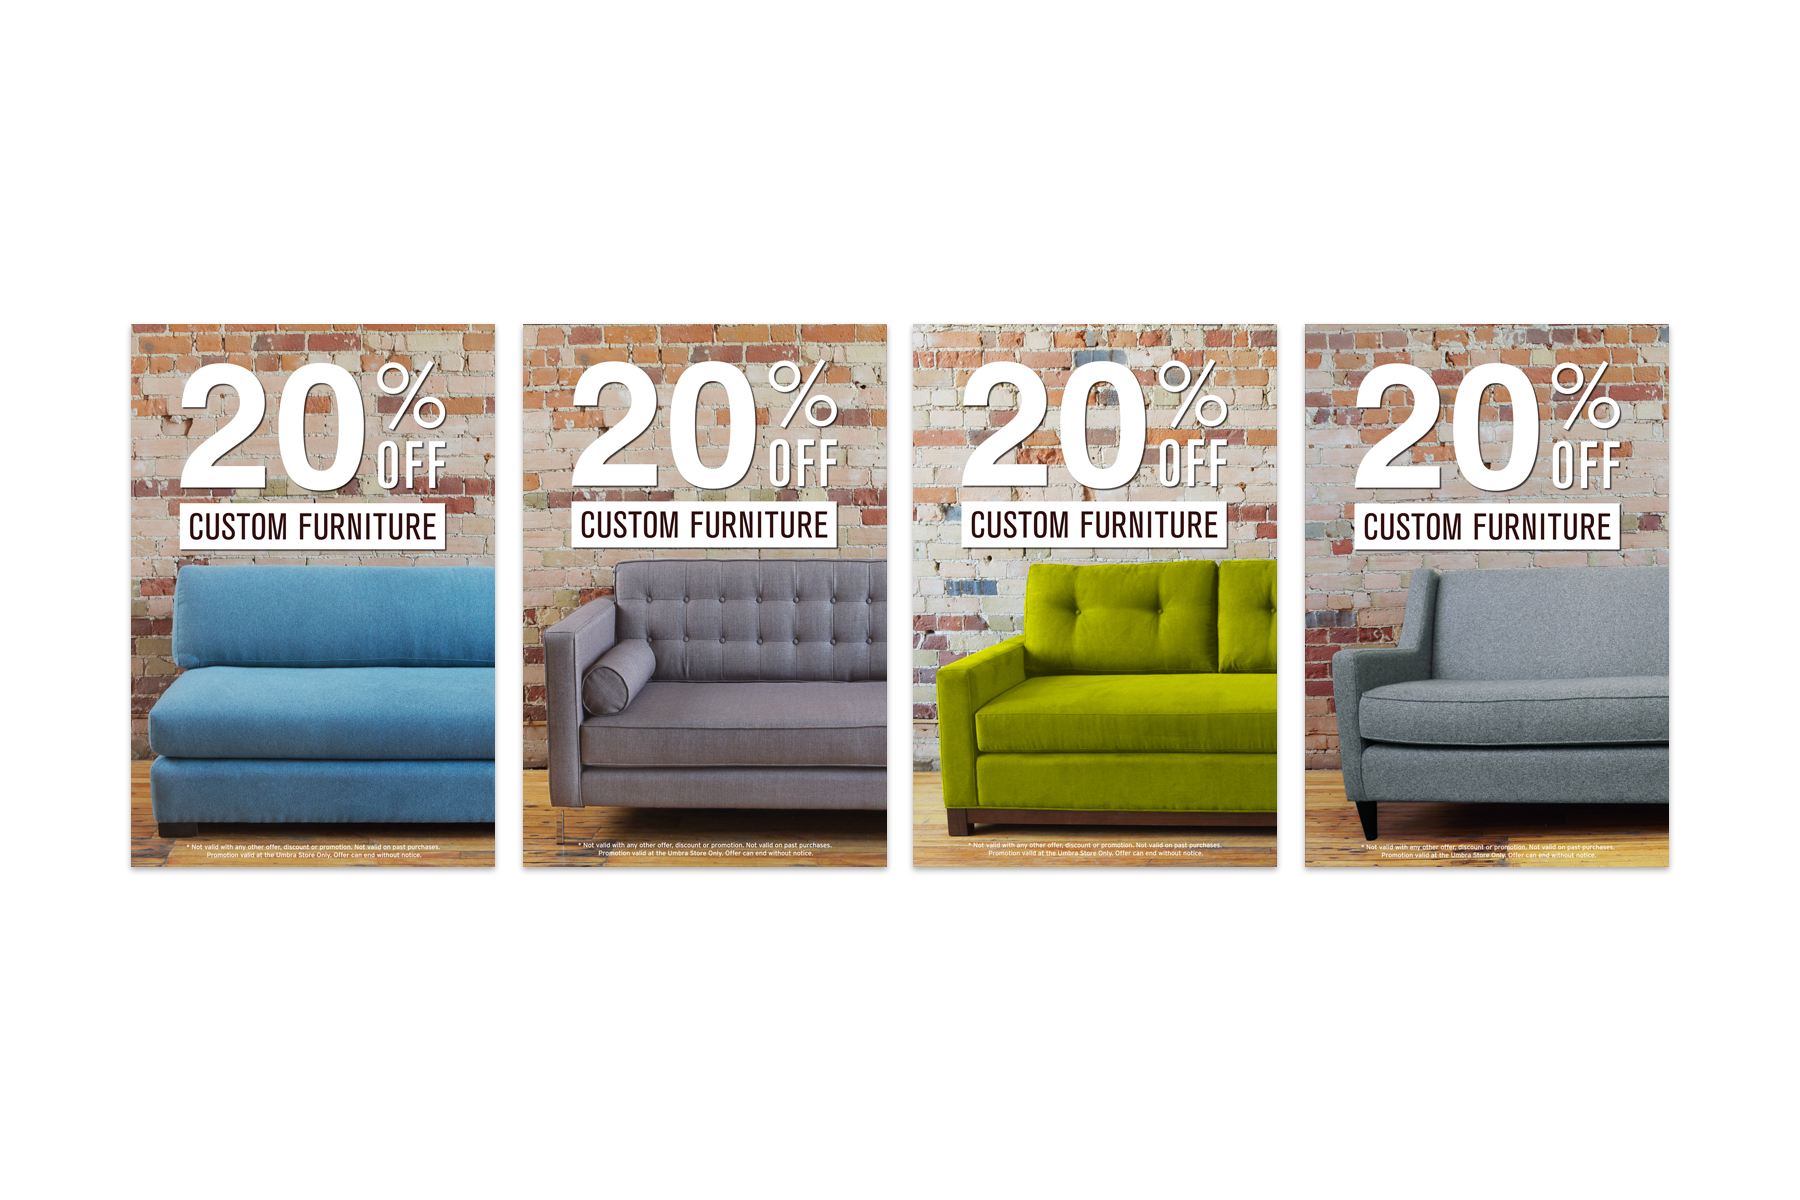 20%
OFF
CUSTOM FURNITURE
* Not valid with any other offer, discount or promotion. Not valid on past purchases.
Promotion valid at the Umbra Store Only. Offer can end without notice.
20%
OFF
CUSTOM FURNITURE
* Not valid with any other offer, discount or promotion. Not valid on past purchases.
Promotion valid at the Umbra Store Only. Offer can end without notice.
20%
OFF
CUSTOM FURNITURE
* Not valid with any other offer, discount or promotion. Not valid on past purchases.
Promotion valid at the Umbra Store Only. Offer can end without notice.
20%
OFF
CUSTOM FURNITURE
* Not valid with any other offer, discount or promotion. Not valid on past purchases.
Promotion valid at the Umbra Store Only. Offer can end without notice.